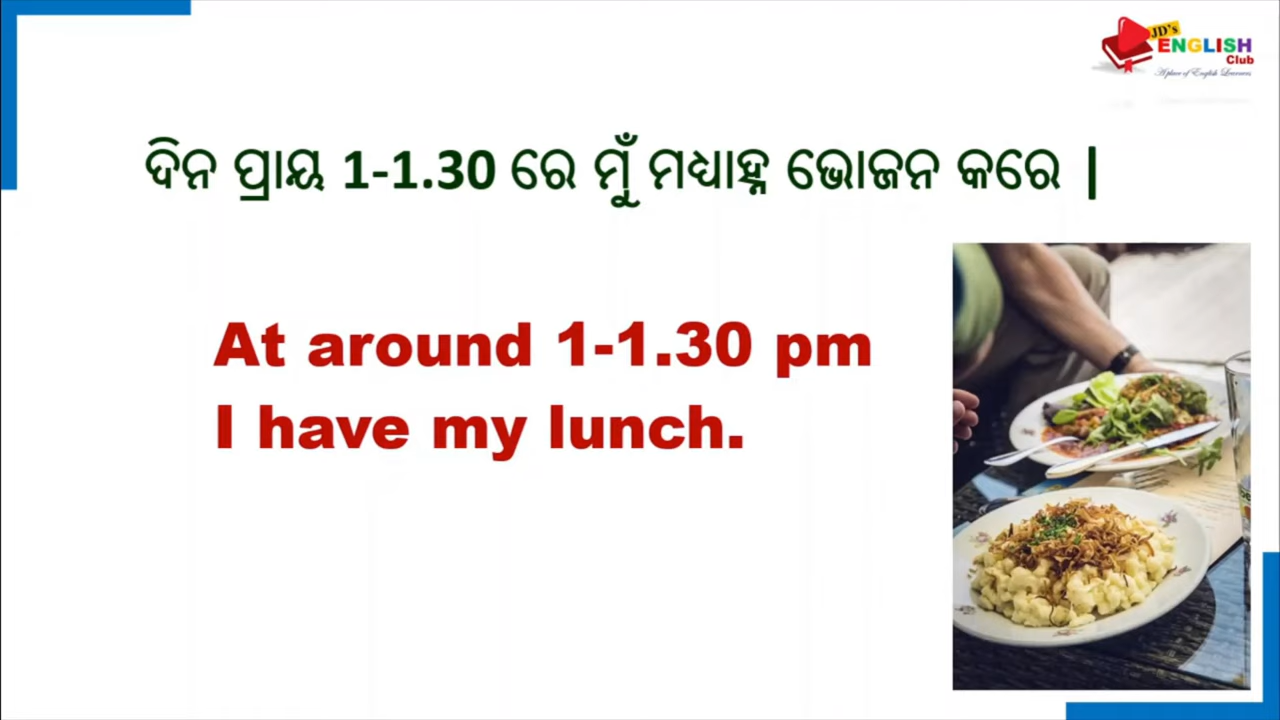 JD's
ENGLISH
Club
A place of English Learners
ଦିନ ପ୍ରାୟ 1-1.30 ରେ ମୁଁ ମଧ୍ୟାହ୍ନ ଭୋଜନ କରେ |
At around 1-1.30 pm
I have my lunch.